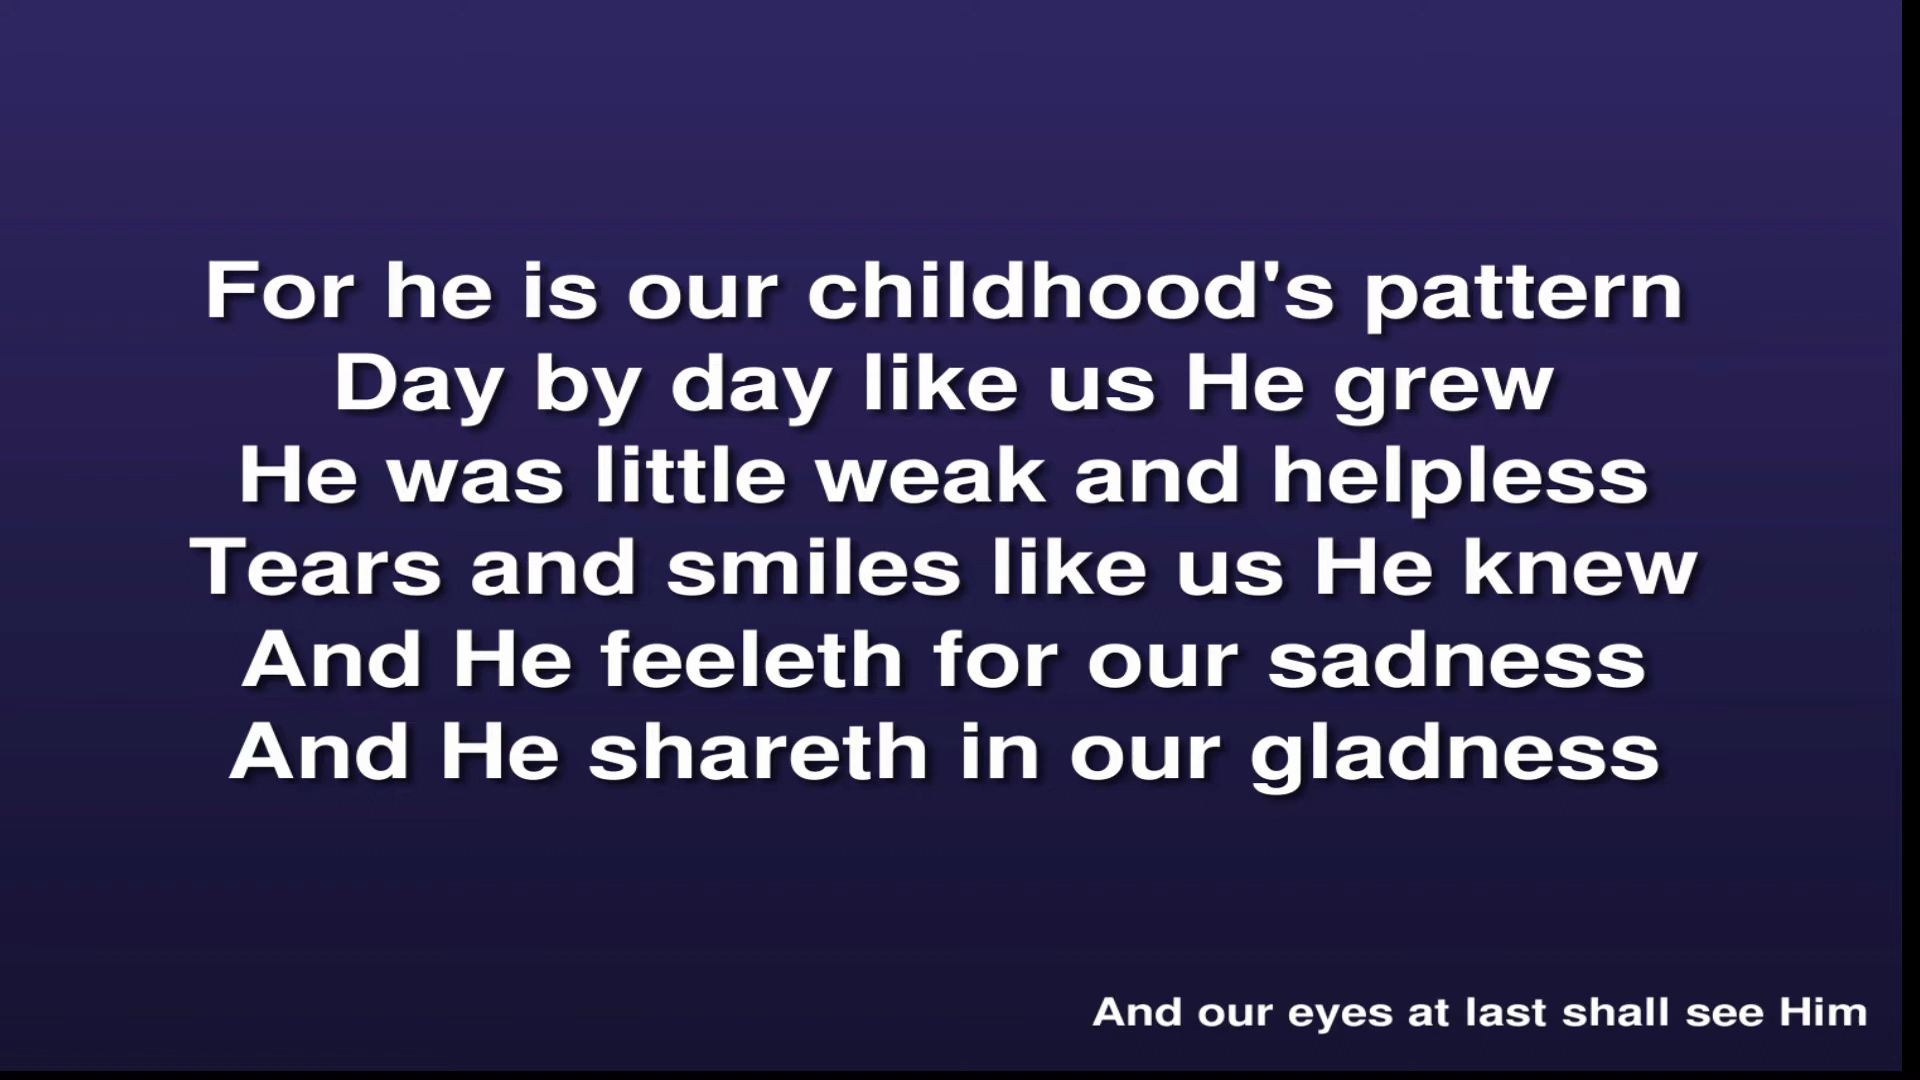 For he is our childhood's pattern
Day by day like us He grew
He was little weak and helpless
Tears and smiles like us He knew
And He feeleth for our sadness
And He shareth in our gladness
And our eyes at last shall see Him